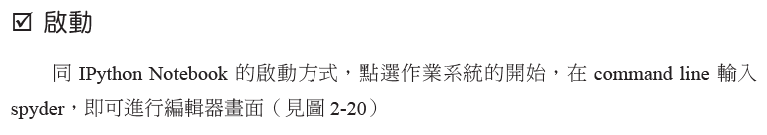 ☑ 啟動
同 IPython Notebook 的啟動方式，點選作業系統的開始，在 command line 輸入
spyder，即可進行編輯器畫面（見圖 2-20）